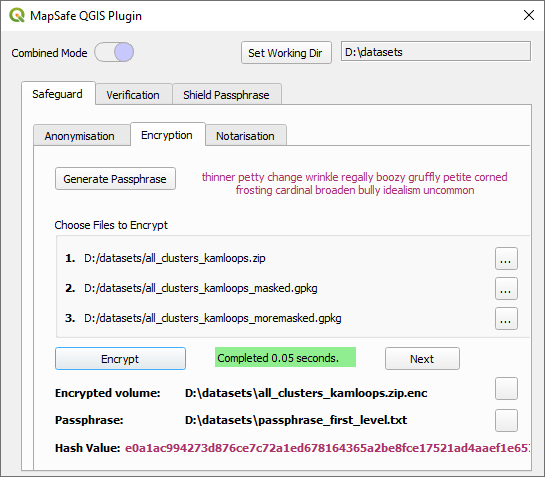 MapSafe QGIS Plugin
Combined Mode
Set Working Dir
D:\datasets
Safeguard
Verification
Shield Passphrase
Anonymisation
Encryption
Notarisation
Generate Passphrase
thinner petty change wrinkle regally boozy gruffly petite corned
frosting cardinal broaden bully idealism uncommon
Choose Files to Encrypt
1. D:/datasets/all_clusters_kamloops.zip ...
2. D:/datasets/all_clusters_kamloops_masked.gpkg ...
3. D:/datasets/all_clusters_kamloops_moremasked.gpkg ...
Encrypt
Completed 0.05 seconds.
Next
Encrypted volume: D:\datasets\all_clusters_kamloops.zip.enc
Passphrase: D:\datasets\passphrase_first_level.txt
Hash Value: e0a1ac994273d876ce7c72a1ed678164365a2be8fce17521ad4aaef1e653